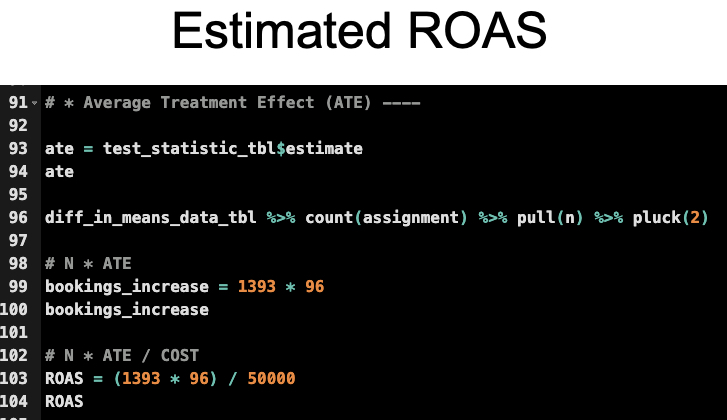 Estimated ROAS
91 # * Average Treatment Effect (ATE) ----
92
93 ate = test_statistic_tbl$estimate
94 ate
95
96 diff_in_means_data_tbl %>% count(assignment) %>% pull(n) %>% pluck(2)
97
98 # N * ATE
99 bookings_increase = 1393 * 96
100 bookings_increase
101
102 # N * ATE / COST
103 ROAS = (1393 * 96) / 50000
104 ROAS